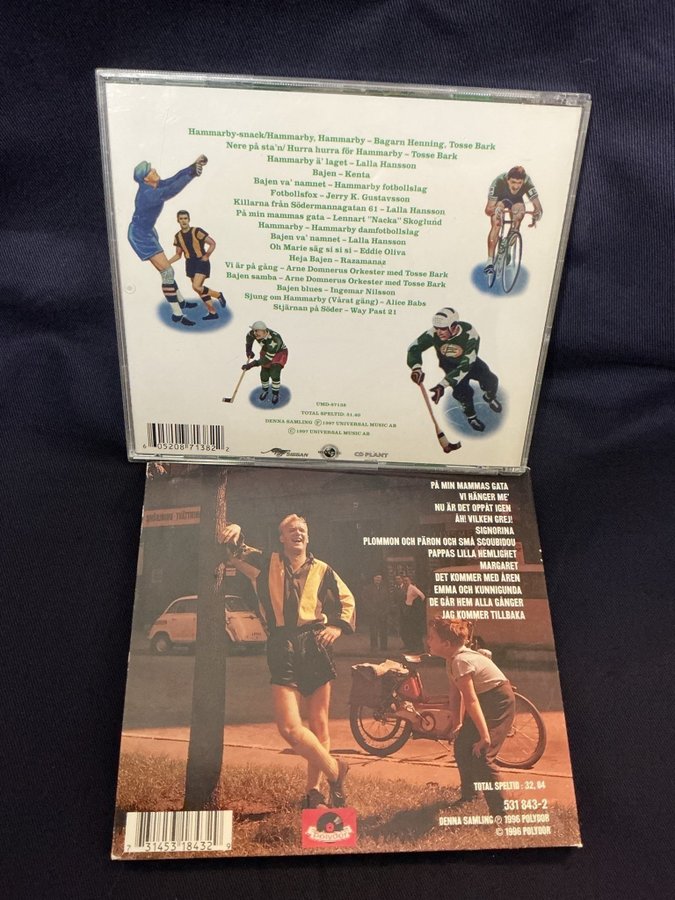 Hammarby-snack/Hammarby, Hammarby – Bagarn Henning, Tosse Bark
Nere på sta'n/ Hurra hurra för Hammarby – Tosse Bark
Hammarby ä' laget – Lalla Hansson
Bajen – Kenta
Bajen va' namnet – Hammarby fotbollslag
Fotbollsfox – Jerry K. Gustavsson
Killarna från Södermannagatan 61 – Lalla Hansson
På min mammas gata – Lennart "Nacka" Skoglund
Hammarby – Hammarby damfotbollslag
Bajen va' namnet – Lalla Hansson
Oh Marie säg si si si – Eddie Oliva
Heja Bajen – Razamanaz
Vi är på gång – Arne Domnerus Orkester med Tosse Bark
Bajen samba – Arne Domnerus Orkester med Tosse Bark
Bajen blues – Ingemar Nilsson
Sjung om Hammarby (Vårat gäng) – Alice Babs
Stjärnan på Söder – Way Past 21
UMD-87138
TOTAL SPELTID: 51.40
DENNA SAMLING ℗ 1997 UNIVERSAL MUSIC AB
© 1997 UNIVERSAL MUSIC AB
6 05208 71382 2
SISSAN
CD PLANT
PÅ MIN MAMMAS GATA
VI HÄNGER ME'
NU ÄR DET OPPÅT IGEN
ÅH! VILKEN GREJ!
SIGNORINA
PLOMMON OCH PÄRON OCH SMÅ SCOUBIDOU
PAPPAS LILLA HEMLIGHET
MARGARET
DET KOMMER MED ÅREN
EMMA OCH KUNNIGUNDA
DE GÅR HEM ALLA GÅNGER
JAG KOMMER TILLBAKA
TOTAL SPELTID : 32, 04
531 843-2
DENNA SAMLING ℗ 1996 POLYDOR
© 1996 POLYDOR
7 31453 18432 9
polydor